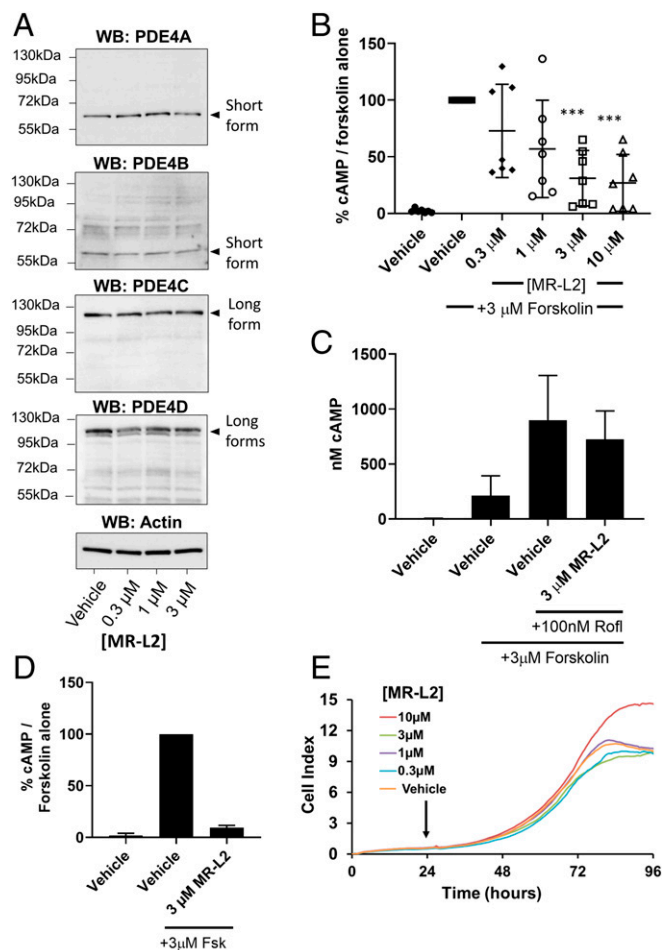 A
WB: PDE4A
130kDa
95kDa
72kDa
55kDa
Short
form
WB: PDE4B
130kDa
95kDa
72kDa
55kDa
Short
form
WB: PDE4C
130kDa
95kDa
72kDa
55kDa
Long
form
WB: PDE4D
130kDa
95kDa
72kDa
55kDa
Long
forms
WB: Actin
Vehicle
0.3 µM
1 µM
3 µM
[MR-L2]
B
% cAMP / forskolin alone
150
100
50
0
***
***
Vehicle
Vehicle
0.3 µM
1 µM
3 µM
10 µM
[MR-L2]
+3 µM Forskolin
C
nM cAMP
1500
1000
500
0
Vehicle
Vehicle
Vehicle
3 µM MR-L2
+100nM Rofl
+3µM Forskolin
D
% cAMP /
Forskolin alone
150
100
50
0
Vehicle
Vehicle
3 µM MR-L2
+3µM Fsk
E
[MR-L2]
10µM
3µM
1µM
0.3µM
Vehicle
Cell Index
15
12
9
6
3
0
0
24
48
72
96
Time (hours)